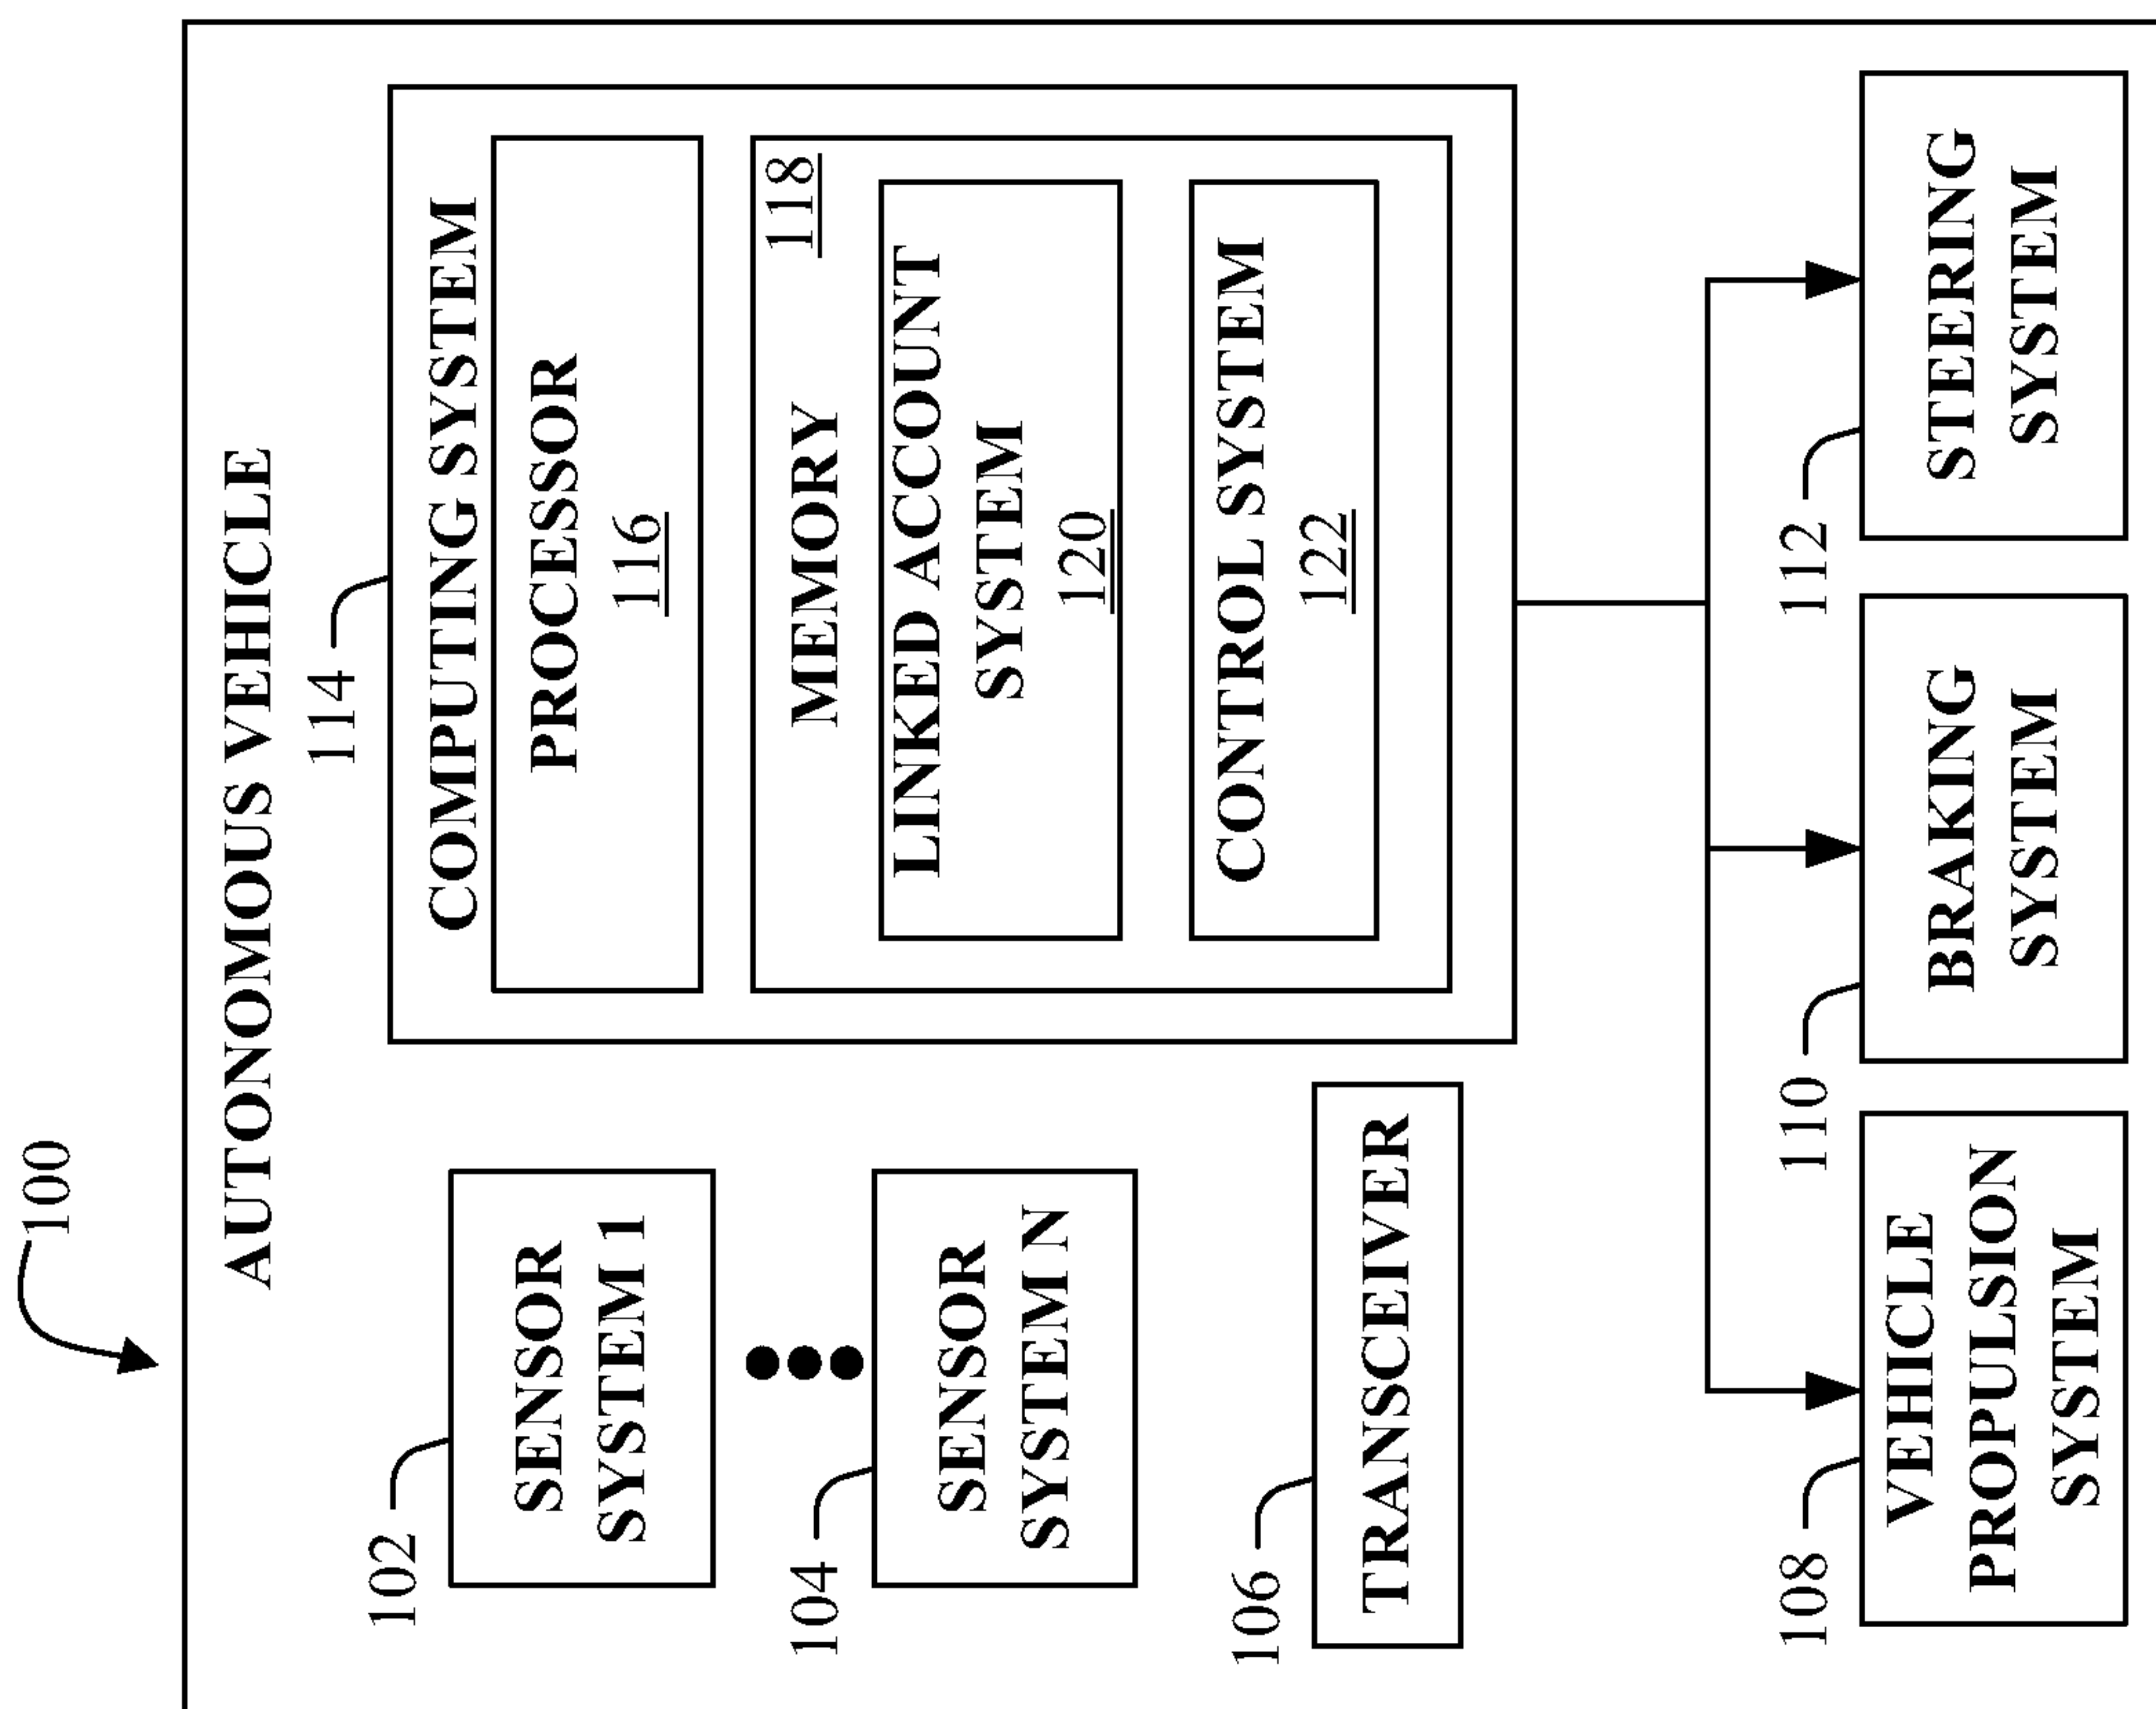 100
AUTONOMOUS VEHICLE
102
SENSOR
SYSTEM 1
104
SENSOR
SYSTEM N
106
TRANSCEIVER
114
COMPUTING SYSTEM
PROCESSOR
116
MEMORY
118
LINKED ACCOUNT
SYSTEM
120
CONTROL SYSTEM
122
108
VEHICLE
PROPULSION
SYSTEM
110
BRAKING
SYSTEM
112
STEERING
SYSTEM